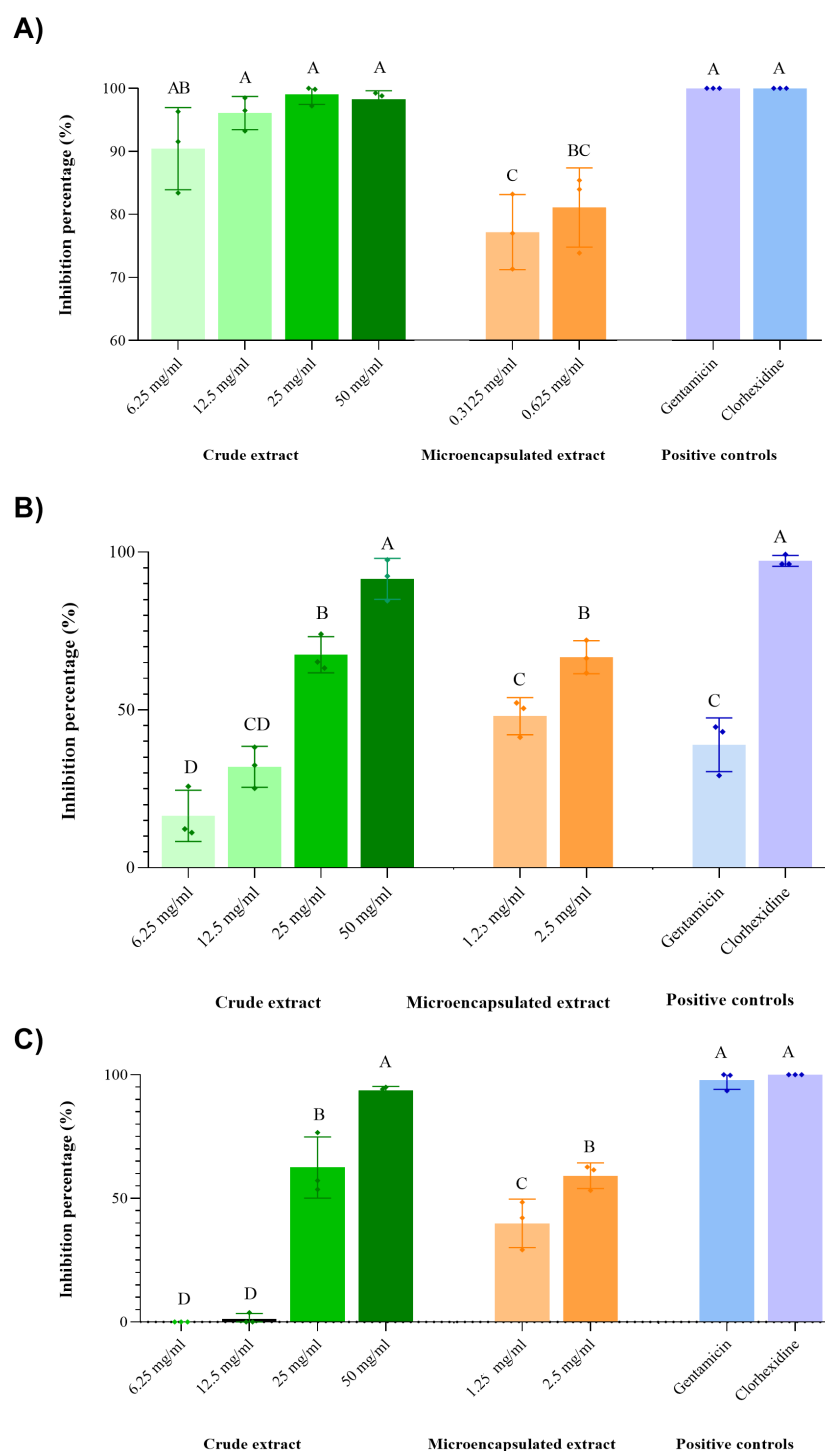 A)
AB A A A C BC A A
100
90
80
70
60
Inhibition percentage (%)
6.25 mg/ml 12.5 mg/ml 25 mg/ml 50 mg/ml 0.3125 mg/ml 0.625 mg/ml Gentamicin Clorhexidine
Crude extract Microencapsulated extract Positive controls
B)
D CD B A C B C A
100
50
0
Inhibition percentage (%)
6.25 mg/ml 12.5 mg/ml 25 mg/ml 50 mg/ml 1.25 mg/ml 2.5 mg/ml Gentamicin Clorhexidine
Crude extract Microencapsulated extract Positive controls
C)
D D B A C B A A
100
50
0
Inhibition percentage (%)
6.25 mg/ml 12.5 mg/ml 25 mg/ml 50 mg/ml 1.25 mg/ml 2.5 mg/ml Gentamicin Clorhexidine
Crude extract Microencapsulated extract Positive controls